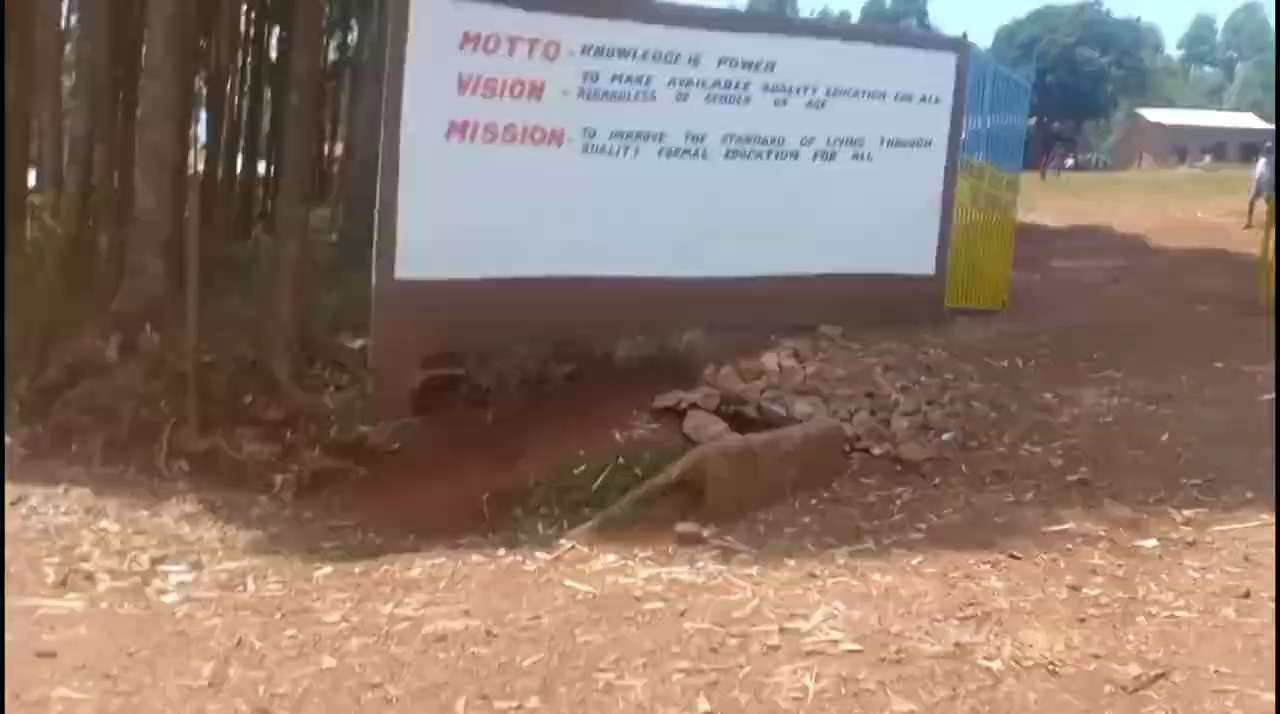 MOTTO - KNOWLEDGE IS POWER
VISION - TO MAKE AVAILABLE QUALITY EDUCATION FOR ALL
REGARDLESS OF GENDER OR AGE
MISSION - TO IMPROVE THE STANDARD OF LIVING THROUGH
QUALITY FORMAL EDUCATION FOR ALL